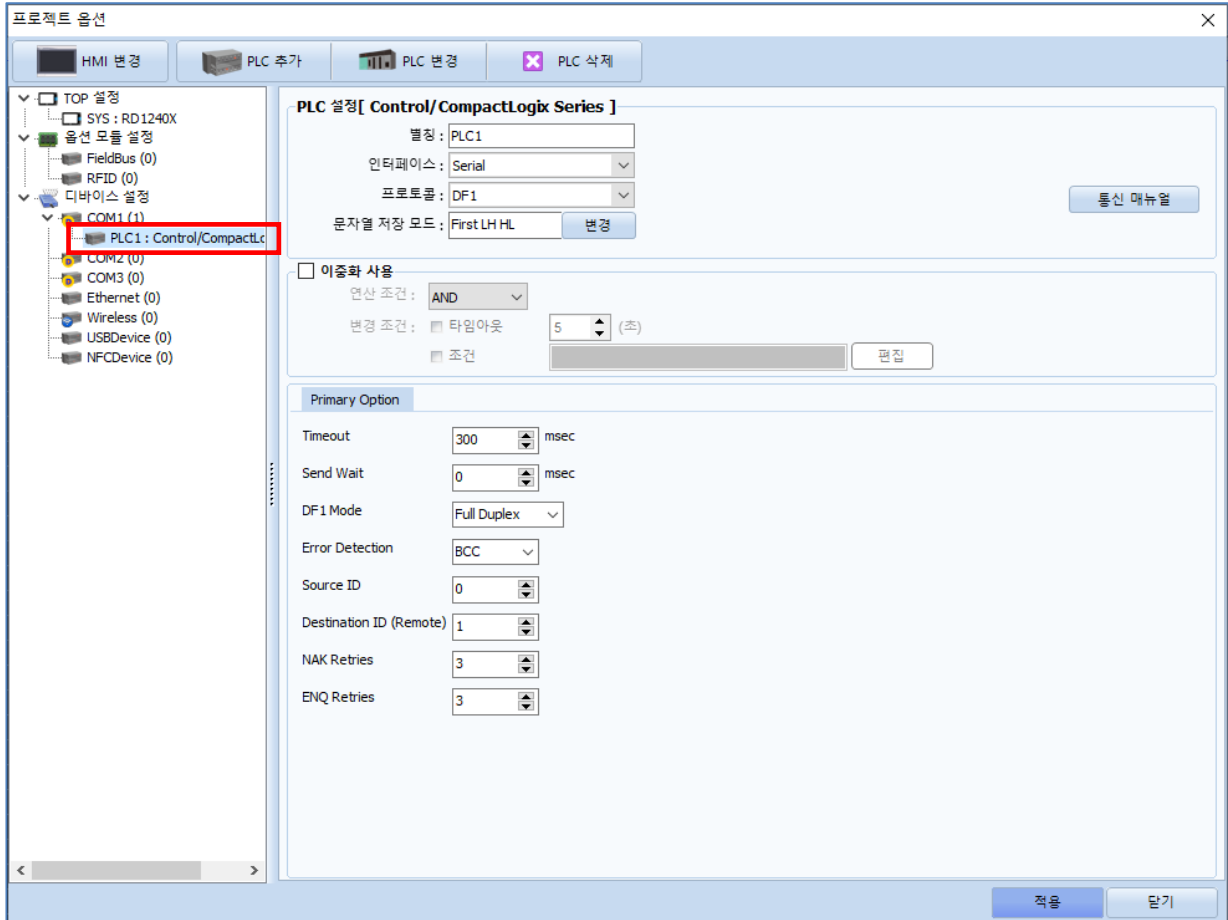 프로젝트 옵션
HMI 변경
PLC 추가
PLC 변경
PLC 삭제
TOP 설정
SYS : RD1240X
옵션 모듈 설정
FieldBus (0)
RFID (0)
디바이스 설정
COM1 (1)
PLC1 : Control/CompactLo
COM2 (0)
COM3 (0)
Ethernet (0)
Wireless (0)
USBDevice (0)
NFCDevice (0)
PLC 설정[ Control/CompactLogix Series ]
별칭 : PLC1
인터페이스 : Serial
프로토콜 : DF1
통신 매뉴얼
문자열 저장 모드 : First LH HL 변경
이중화 사용
연산 조건 : AND
변경 조건 : 타임아웃 5 (초)
조건 편집
Primary Option
Timeout 300 msec
Send Wait 0 msec
DF1 Mode Full Duplex
Error Detection BCC
Source ID 0
Destination ID (Remote) 1
NAK Retries 3
ENQ Retries 3
적용 닫기